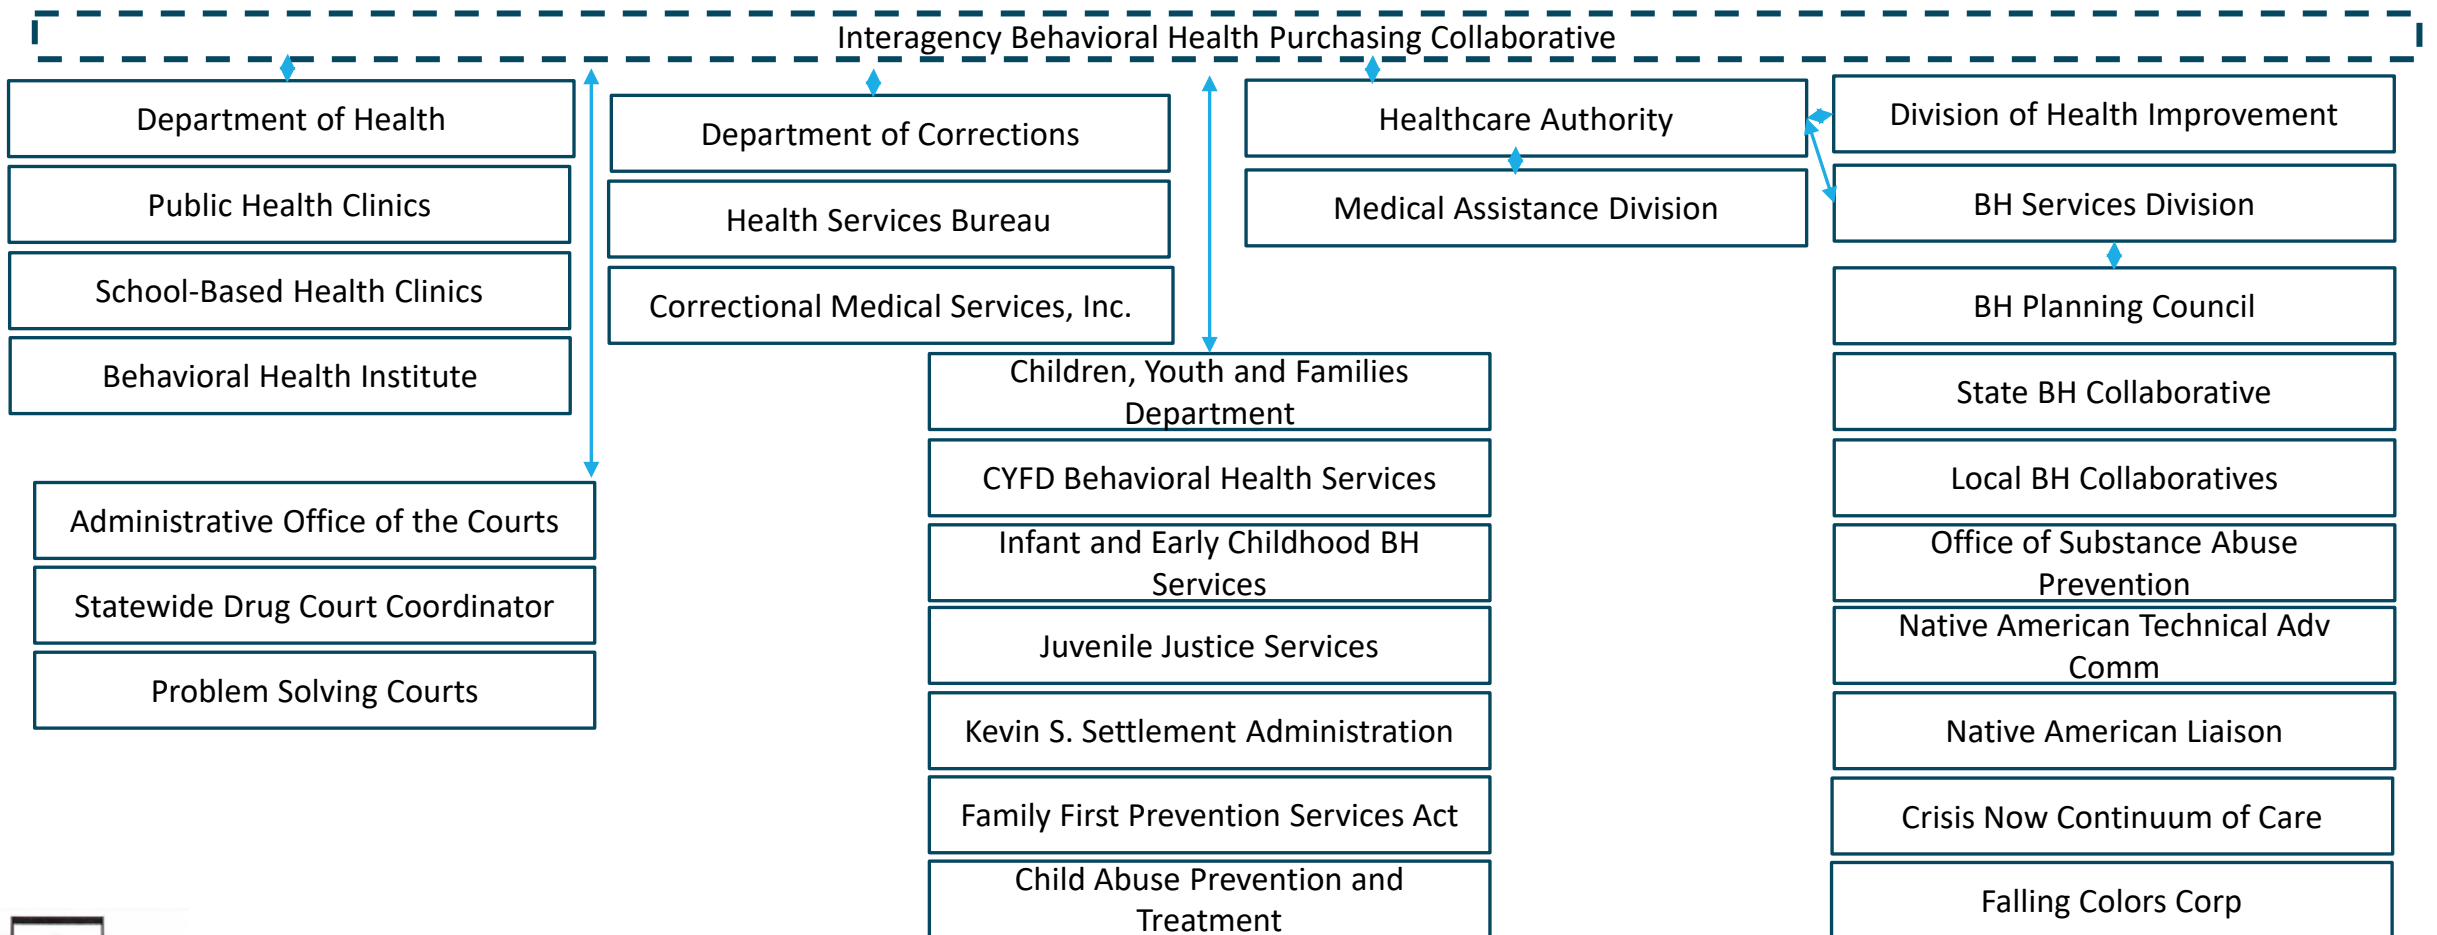 Interagency Behavioral Health Purchasing Collaborative
Department of Health
Public Health Clinics
School-Based Health Clinics
Behavioral Health Institute
Administrative Office of the Courts
Statewide Drug Court Coordinator
Problem Solving Courts
Department of Corrections
Health Services Bureau
Correctional Medical Services, Inc.
Children, Youth and Families
Department
CYFD Behavioral Health Services
Infant and Early Childhood BH
Services
Juvenile Justice Services
Kevin S. Settlement Administration
Family First Prevention Services Act
Child Abuse Prevention and
Treatment
Healthcare Authority
Medical Assistance Division
Division of Health Improvement
BH Services Division
BH Planning Council
State BH Collaborative
Local BH Collaboratives
Office of Substance Abuse
Prevention
Native American Technical Adv
Comm
Native American Liaison
Crisis Now Continuum of Care
Falling Colors Corp